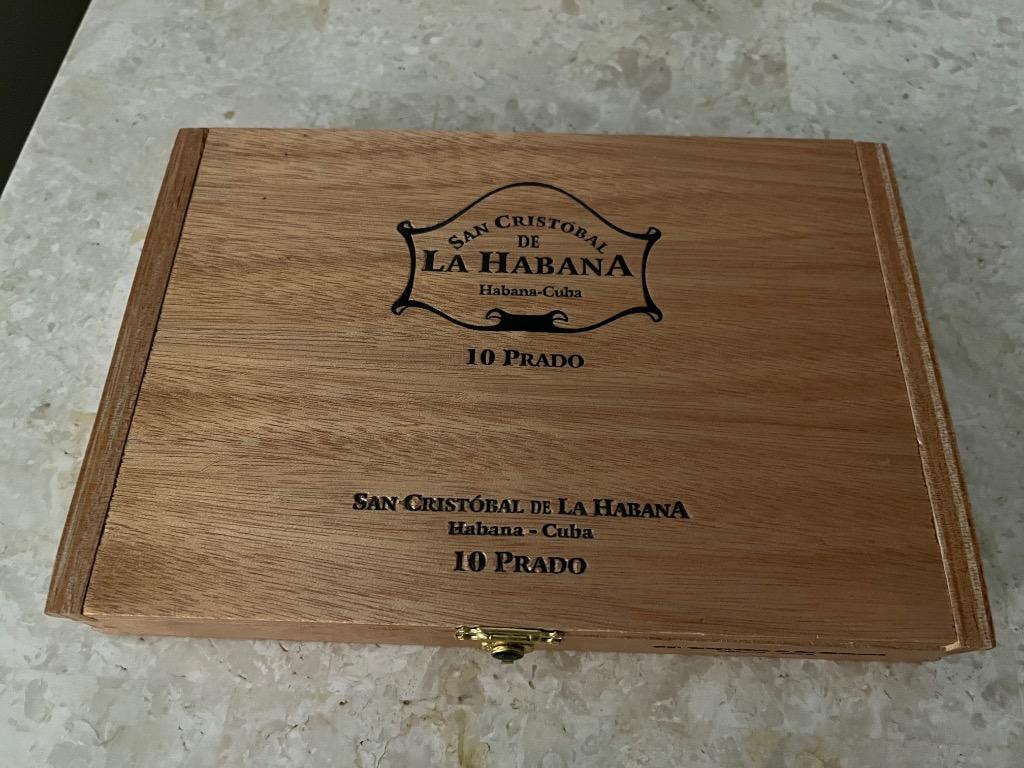 SAN CRISTOBAL
DE
LA HABANA
Habana-Cuba
10 PRADO
SAN CRISTÓBAL DE LA HABANA
Habana - Cuba
10 PRADO